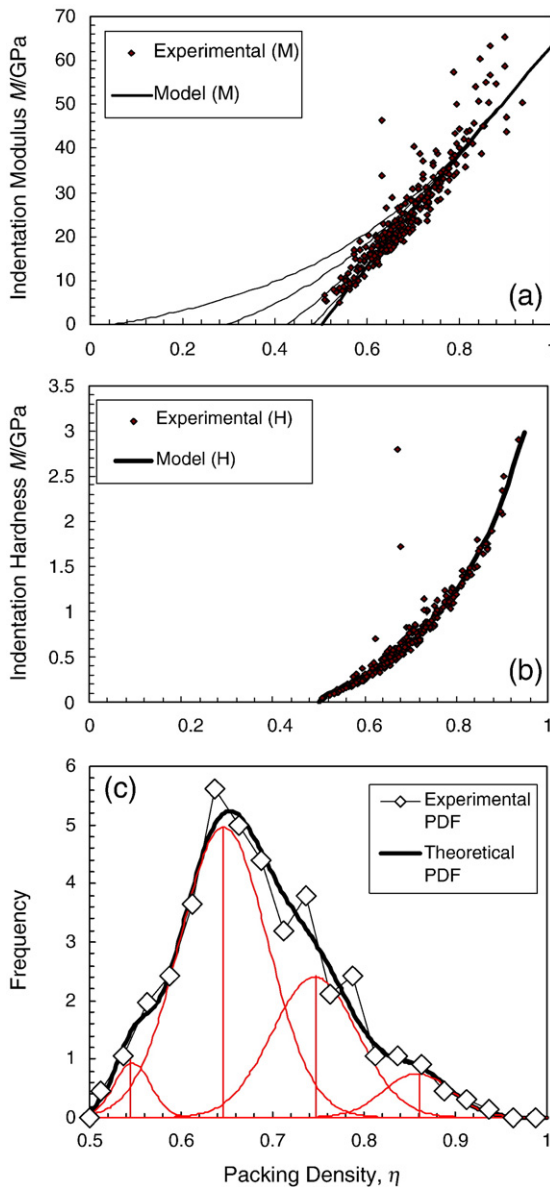 70
60
50
40
30
20
10
0
Indentation Modulus M/GPa
Experimental (M)
Model (M)
(a)
0 0.2 0.4 0.6 0.8 1
3.5
3
2.5
2
1.5
1
0.5
0
Indentation Hardness M/GPa
Experimental (H)
Model (H)
(b)
0 0.2 0.4 0.6 0.8 1
6
5
4
3
2
1
0
Frequency
(c)
Experimental
PDF
Theoretical
PDF
0.5 0.6 0.7 0.8 0.9 1
Packing Density, η